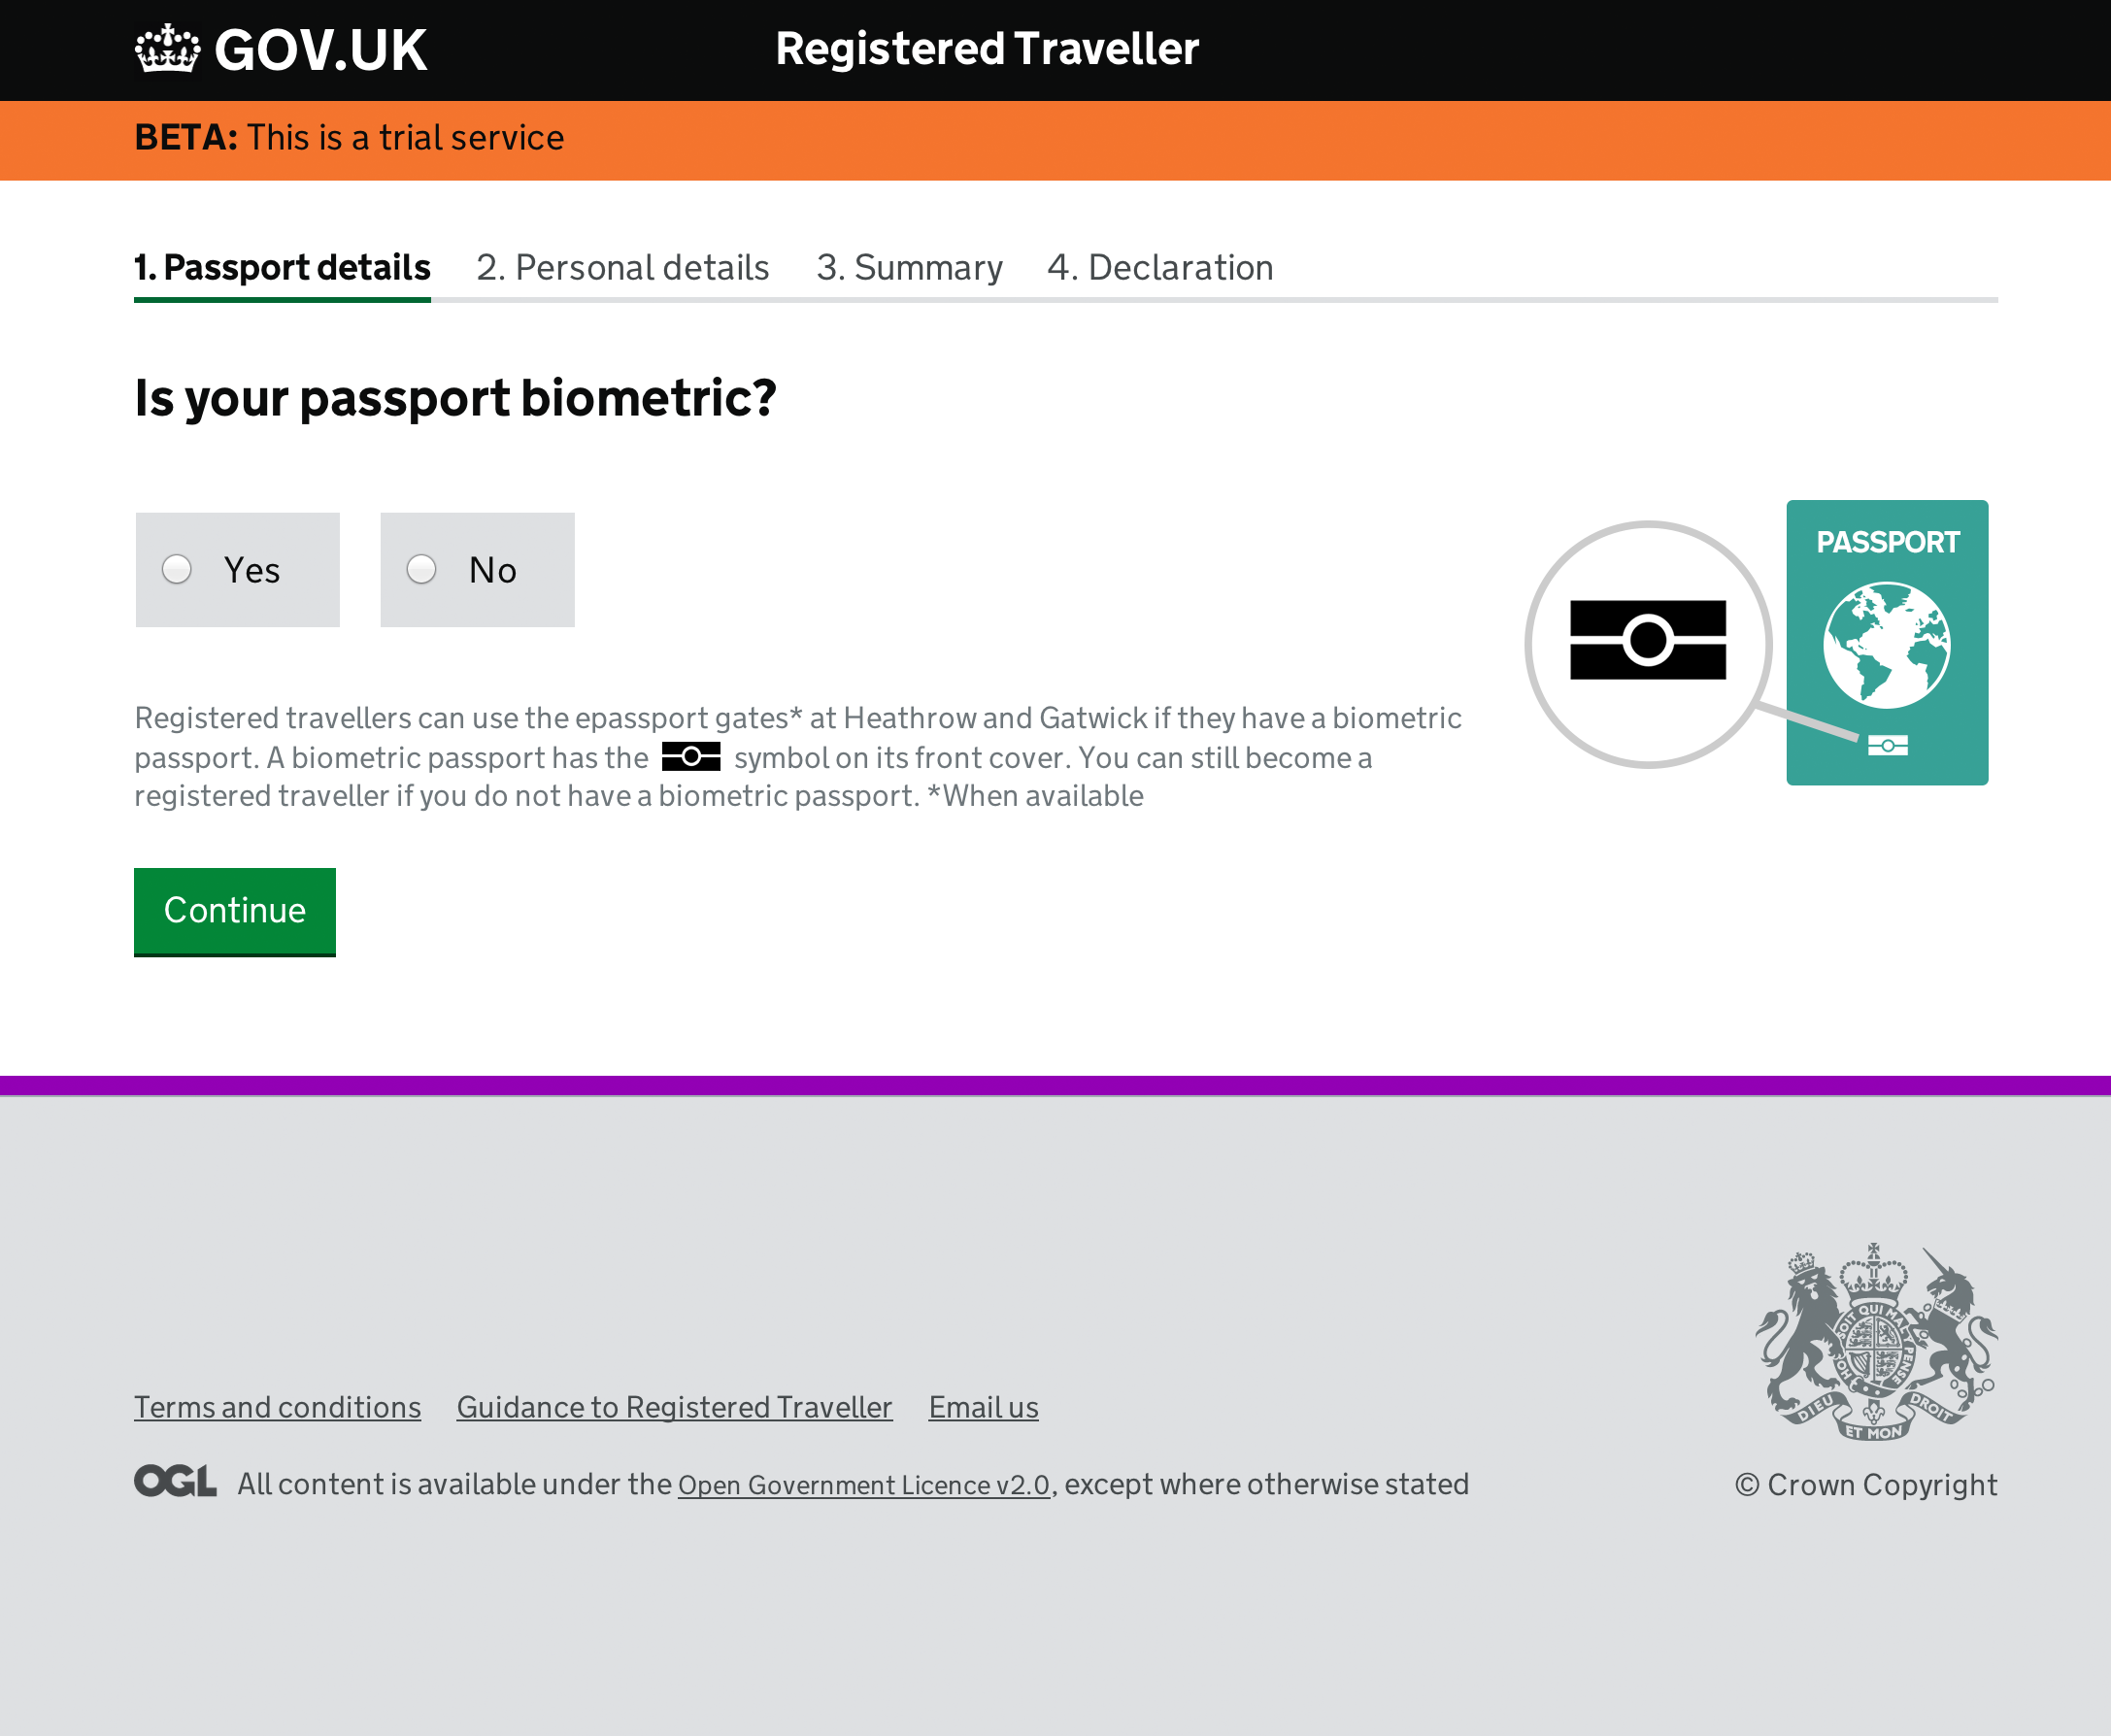 GOV.UK
Registered Traveller
BETA: This is a trial service
1. Passport details
2. Personal details
3. Summary
4. Declaration
Is your passport biometric?
Yes
No
PASSPORT
Registered travellers can use the epassport gates* at Heathrow and Gatwick if they have a biometric
passport. A biometric passport has the symbol on its front cover. You can still become a
registered traveller if you do not have a biometric passport. *When available
Continue
SOIT QUI MAL Y PENSE
DIEU ET MON DROIT
Terms and conditions
Guidance to Registered Traveller
Email us
OGL All content is available under the Open Government Licence v2.0, except where otherwise stated
© Crown Copyright